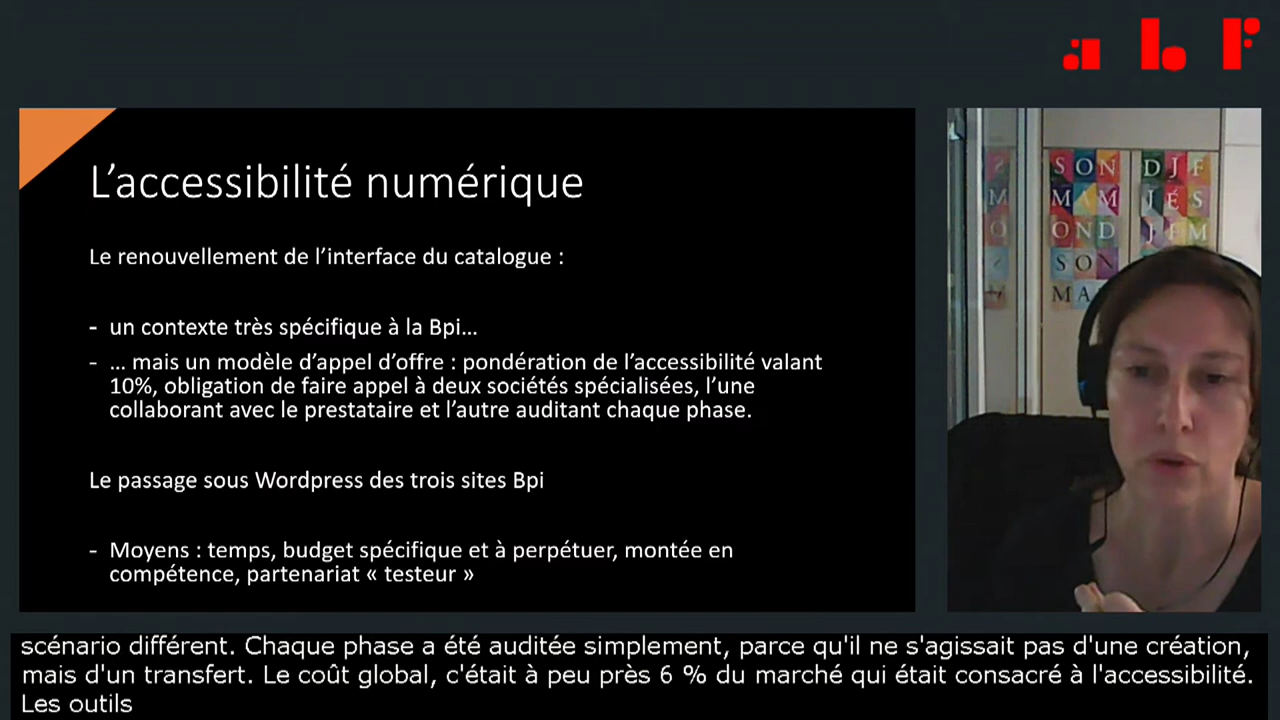 abf
L'accessibilité numérique
Le renouvellement de l'interface du catalogue :
- un contexte très spécifique à la Bpi…
- … mais un modèle d'appel d'offre : pondération de l'accessibilité valant
10%, obligation de faire appel à deux sociétés spécialisées, l'une
collaborant avec le prestataire et l'autre auditant chaque phase.
Le passage sous Wordpress des trois sites Bpi
- Moyens : temps, budget spécifique et à perpétuer, montée en
compétence, partenariat « testeur »
SON DJF
MAM JÉS
OND JFM
SON
MA
scénario différent. Chaque phase a été auditée simplement, parce qu'il ne s'agissait pas d'une création,
mais d'un transfert. Le coût global, c'était à peu près 6 % du marché qui était consacré à l'accessibilité.
Les outils